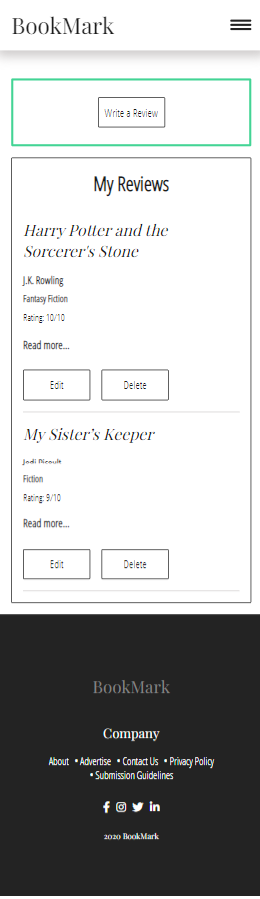 BookMark
Write a Review
My Reviews
Harry Potter and the
Sorcerer's Stone
J.K. Rowling
Fantasy Fiction
Rating: 10/10
Read more...
Edit Delete
My Sister's Keeper
Jodi Picoult
Fiction
Rating: 9/10
Read more...
Edit Delete
BookMark
Company
About • Advertise • Contact Us • Privacy Policy
• Submission Guidelines
2020 BookMark